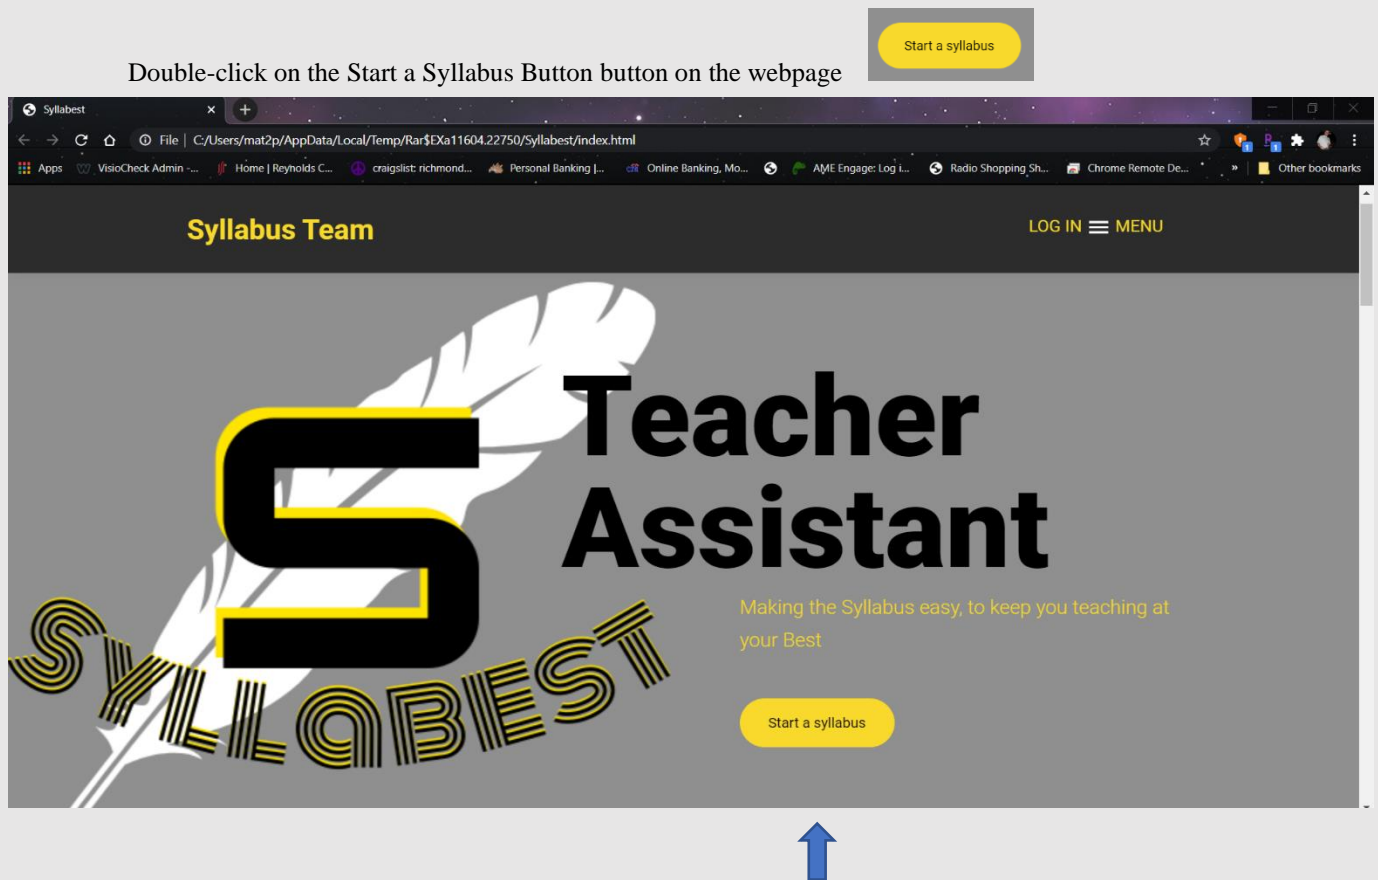 Start a syllabus
Double-click on the Start a Syllabus Button button on the webpage
Syllabest
File | C:/Users/mat2p/AppData/Local/Temp/Rar$EXa11604.22750/Syllabest/index.html
Apps VisioCheck Admin -... Home | Reynolds C... craigslist: richmond... Personal Banking |... Online Banking, Mo... AME Engage: Log i... Radio Shopping Sh... Chrome Remote De... » Other bookmarks
Syllabus Team
LOG IN MENU
Teacher
Assistant
S
SYLLaBEST
Making the Syllabus easy, to keep you teaching at
your Best
Start a syllabus